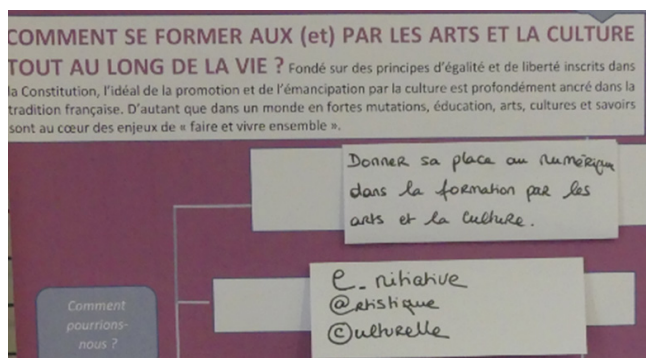 COMMENT SE FORMER AUX (et) PAR LES ARTS ET LA CULTURE
TOUT AU LONG DE LA VIE ? Fondé sur des principes d'égalité et de liberté inscrits dans
la Constitution, l'idéal de la promotion et de l'émancipation par la culture est profondément ancré dans la
tradition française. D'autant que dans un monde en fortes mutations, éducation, arts, cultures et savoirs
sont au cœur des enjeux de « faire et vivre ensemble ».
Donner sa place au numérique
dans la formation par les
arts et la culture.
e_nitiative
@rtistique
©ulturelle
Comment
pourrions-
nous ?